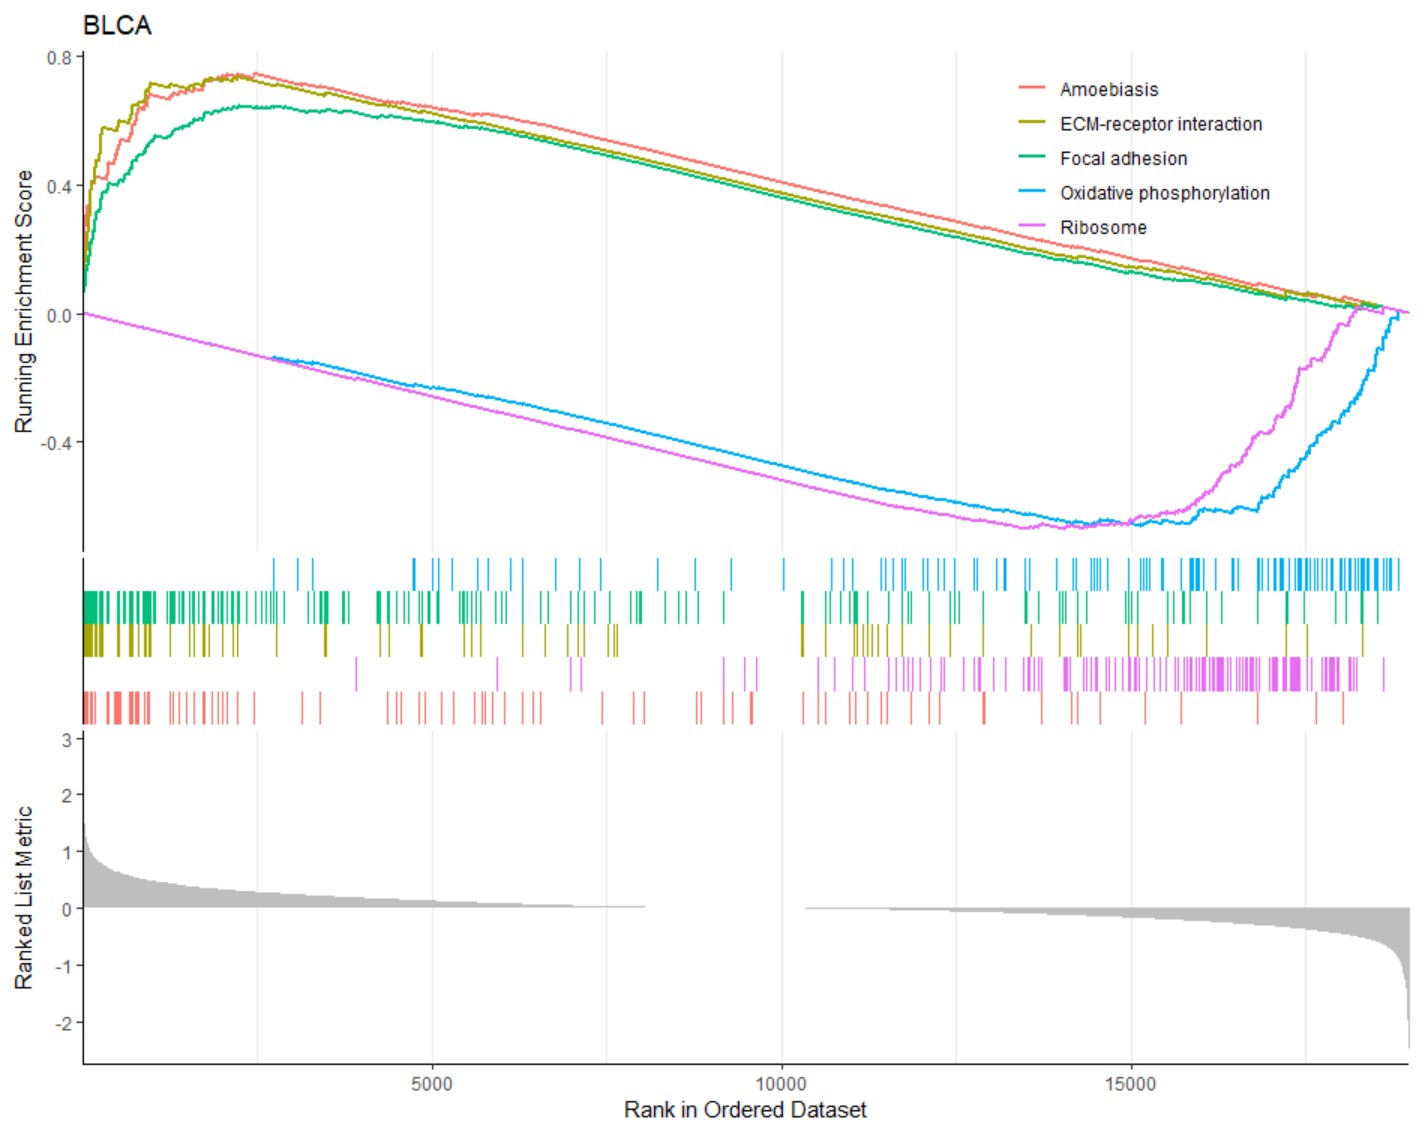 BLCA
0.8
0.4
0.0
-0.4
Running Enrichment Score
Amoebiasis
ECM-receptor interaction
Focal adhesion
Oxidative phosphorylation
Ribosome
3
2
1
0
-1
-2
Ranked List Metric
5000
10000
15000
Rank in Ordered Dataset